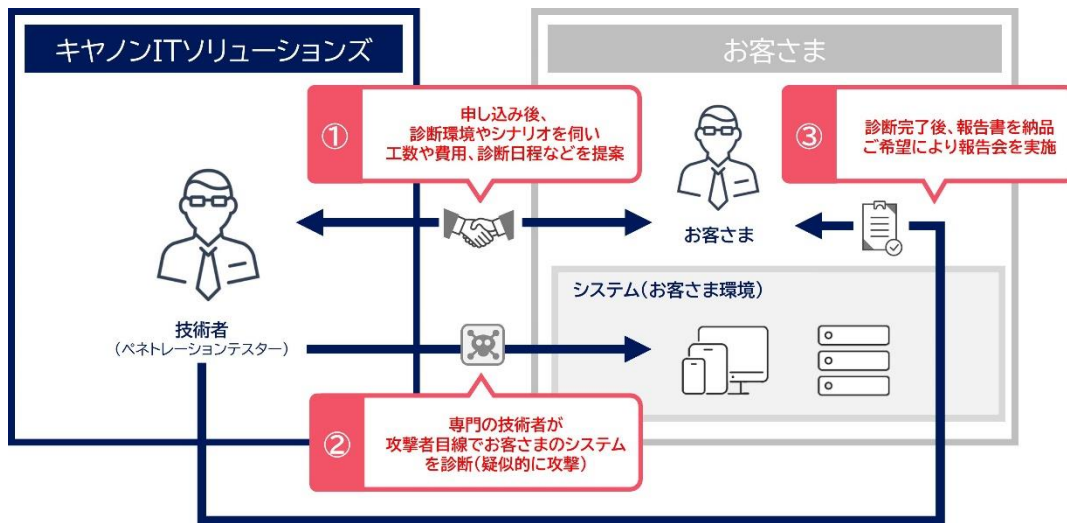 キヤノンITソリューションズ
お客さま
①
申し込み後、
診断環境やシナリオを伺い
工数や費用、診断日程などを提案
③
診断完了後、報告書を納品
ご希望により報告会を実施
お客さま
技術者
（ペネトレーションテスター）
システム（お客さま環境）
②
専門の技術者が
攻撃者目線でお客さまのシステム
を診断（疑似的に攻撃）